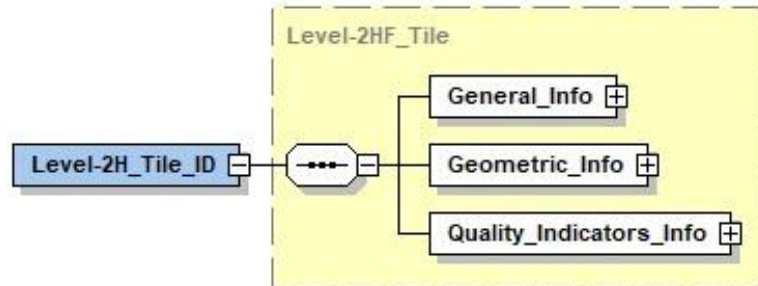 Level-2HF_Tile
General_Info
Level-2H_Tile_ID
Geometric_Info
Quality_Indicators_Info